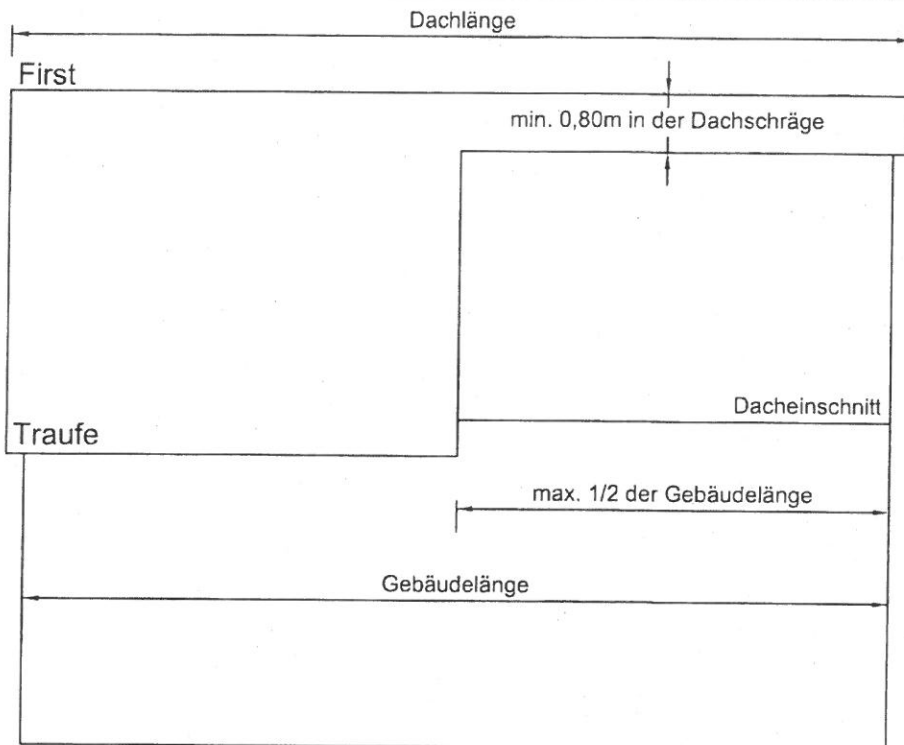 Dachlänge
First
min. 0,80m in der Dachschräge
Dacheinschnitt
Traufe
max. 1/2 der Gebäudelänge
Gebäudelänge